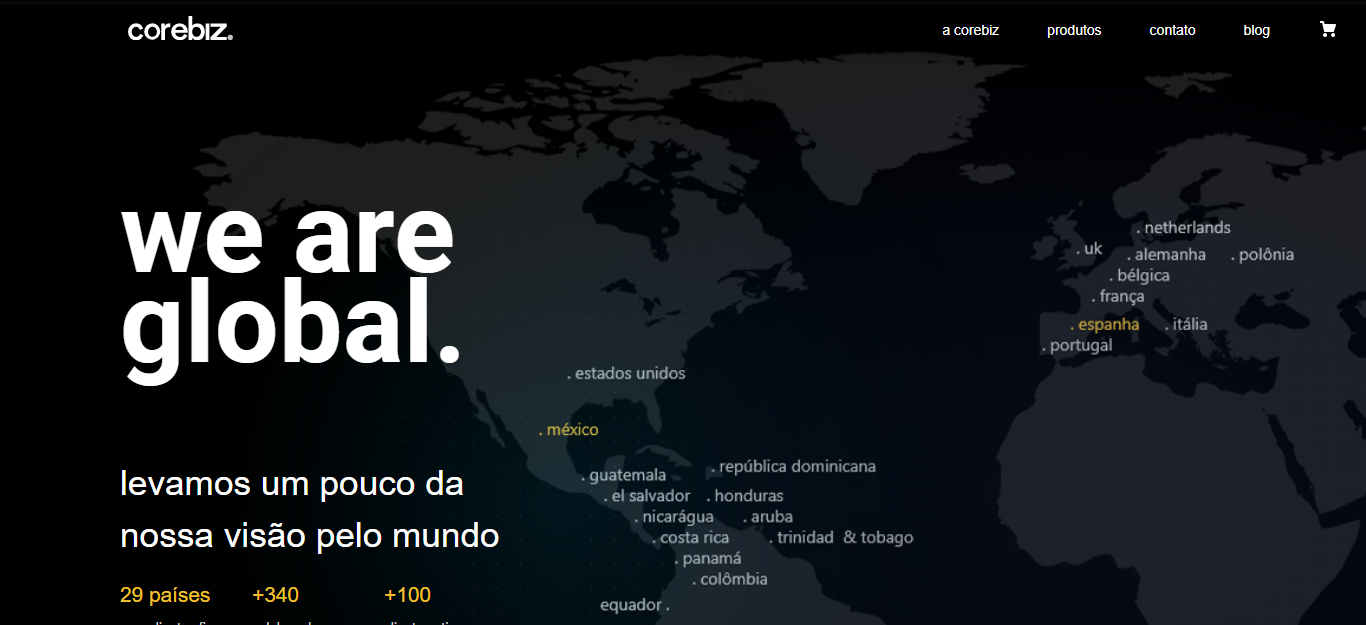 corebiz.
a corebiz
produtos
contato
blog
we are
global.
. netherlands
. uk
. alemanha
. polônia
. bélgica
. frança
. espanha
. itália
. portugal
. estados unidos
. méxico
. guatemala
. república dominicana
. el salvador
. honduras
. nicarágua
. aruba
. costa rica
. trinidad & tobago
. panamá
. colômbia
equador .
levamos um pouco da
nossa visão pelo mundo
29 países
+340
+100